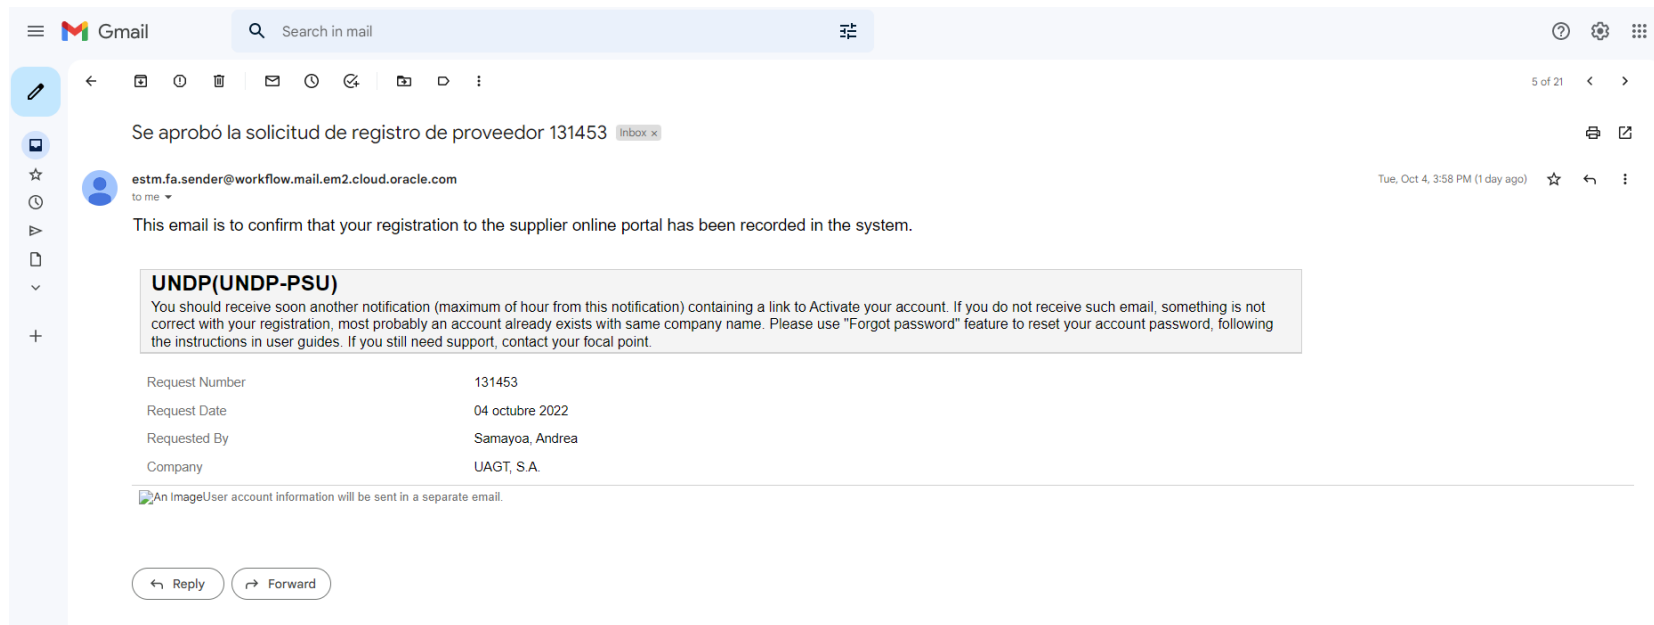 Gmail
Search in mail
5 of 21
Se aprobó la solicitud de registro de proveedor 131453 Inbox x
estm.fa.sender@workflow.mail.em2.cloud.oracle.com
Tue, Oct 4, 3:58 PM (1 day ago)
to me
This email is to confirm that your registration to the supplier online portal has been recorded in the system.
UNDP(UNDP-PSU)
You should receive soon another notification (maximum of hour from this notification) containing a link to Activate your account. If you do not receive such email, something is not
correct with your registration, most probably an account already exists with same company name. Please use "Forgot password" feature to reset your account password, following
the instructions in user guides. If you still need support, contact your focal point.
Request Number 131453
Request Date 04 octubre 2022
Requested By Samayoa, Andrea
Company UAGT, S.A.
An ImageUser account information will be sent in a separate email.
Reply Forward